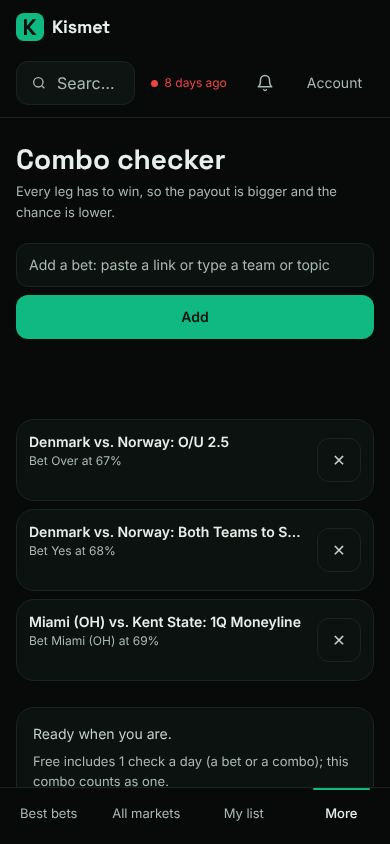 Kismet
Searc...
8 days ago
Account
Combo checker
Every leg has to win, so the payout is bigger and the
chance is lower.
Add a bet: paste a link or type a team or topic
Add
Denmark vs. Norway: O/U 2.5
Bet Over at 67%
Denmark vs. Norway: Both Teams to S...
Bet Yes at 68%
Miami (OH) vs. Kent State: 1Q Moneyline
Bet Miami (OH) at 69%
Ready when you are.
Free includes 1 check a day (a bet or a combo); this
combo counts as one.
Best bets
All markets
My list
More